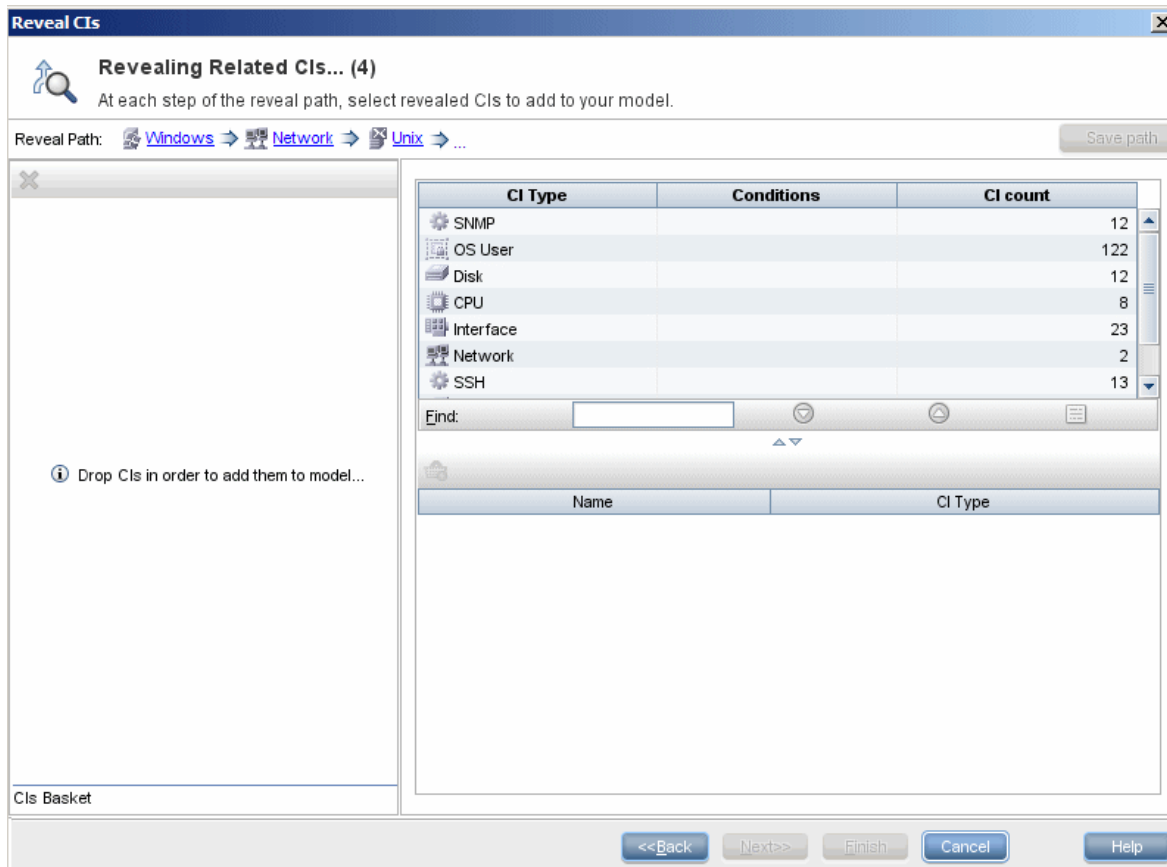 Reveal CIs
Revealing Related CIs... (4)
At each step of the reveal path, select revealed CIs to add to your model.
Reveal Path: Windows Network Unix ...
Save path
CI Type Conditions CI count
SNMP 12
OS User 122
Disk 12
CPU 8
Interface 23
Network 2
SSH 13
Find:
Drop CIs in order to add them to model...
Name CI Type
CIs Basket
<<Back Next>> Finish Cancel Help